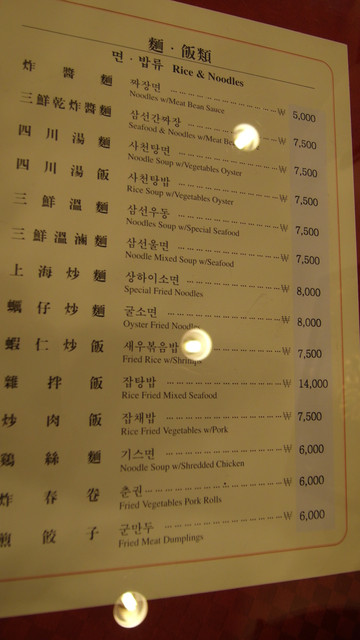 麵 · 飯類
면 · 밥류 Rice & Noodles
炸 醬 麵 짜장면 ₩ 5,000
Noodles w/Meat Bean Sauce
三鮮乾炸醬麵 삼선간짜장 ₩ 7,500
Seafood & Noodles w/Meat
四 川 湯 麵 사천탕면 ₩ 7,500
Noodle Soup w/Vegetables Oyster
四 川 湯 飯 사천탕밥 ₩ 7,500
Rice Soup w/Vegetables Oyster
三 鮮 溫 麵 삼선우동 ₩ 7,500
Noodles Soup w/Special Seafood
三鮮溫滷麵 삼선울면 ₩ 7,500
Noodle Mixed Soup w/Seafood
上 海 炒 麵 상하이소면 ₩ 8,000
Special Fried Noodles
蠣 仔 炒 麵 굴소면 ₩ 8,000
Oyster Fried Noodles
蝦 仁 炒 飯 새우볶음밥 ₩ 7,500
Fried Rice w/Shrimps
雜 拌 飯 잡탕밥 ₩ 14,000
Rice Fried Mixed Seafood
炒 肉 飯 잡채밥 ₩ 7,500
Rice Fried Vegetables w/Pork
鷄 絲 麵 기스면 ₩ 6,000
Noodle Soup w/Shredded Chicken
炸 春 卷 춘권 ₩ 6,000
Fried Vegetables Pork Rolls
煎 餃 子 군만두 ₩ 6,000
Fried Meat Dumplings